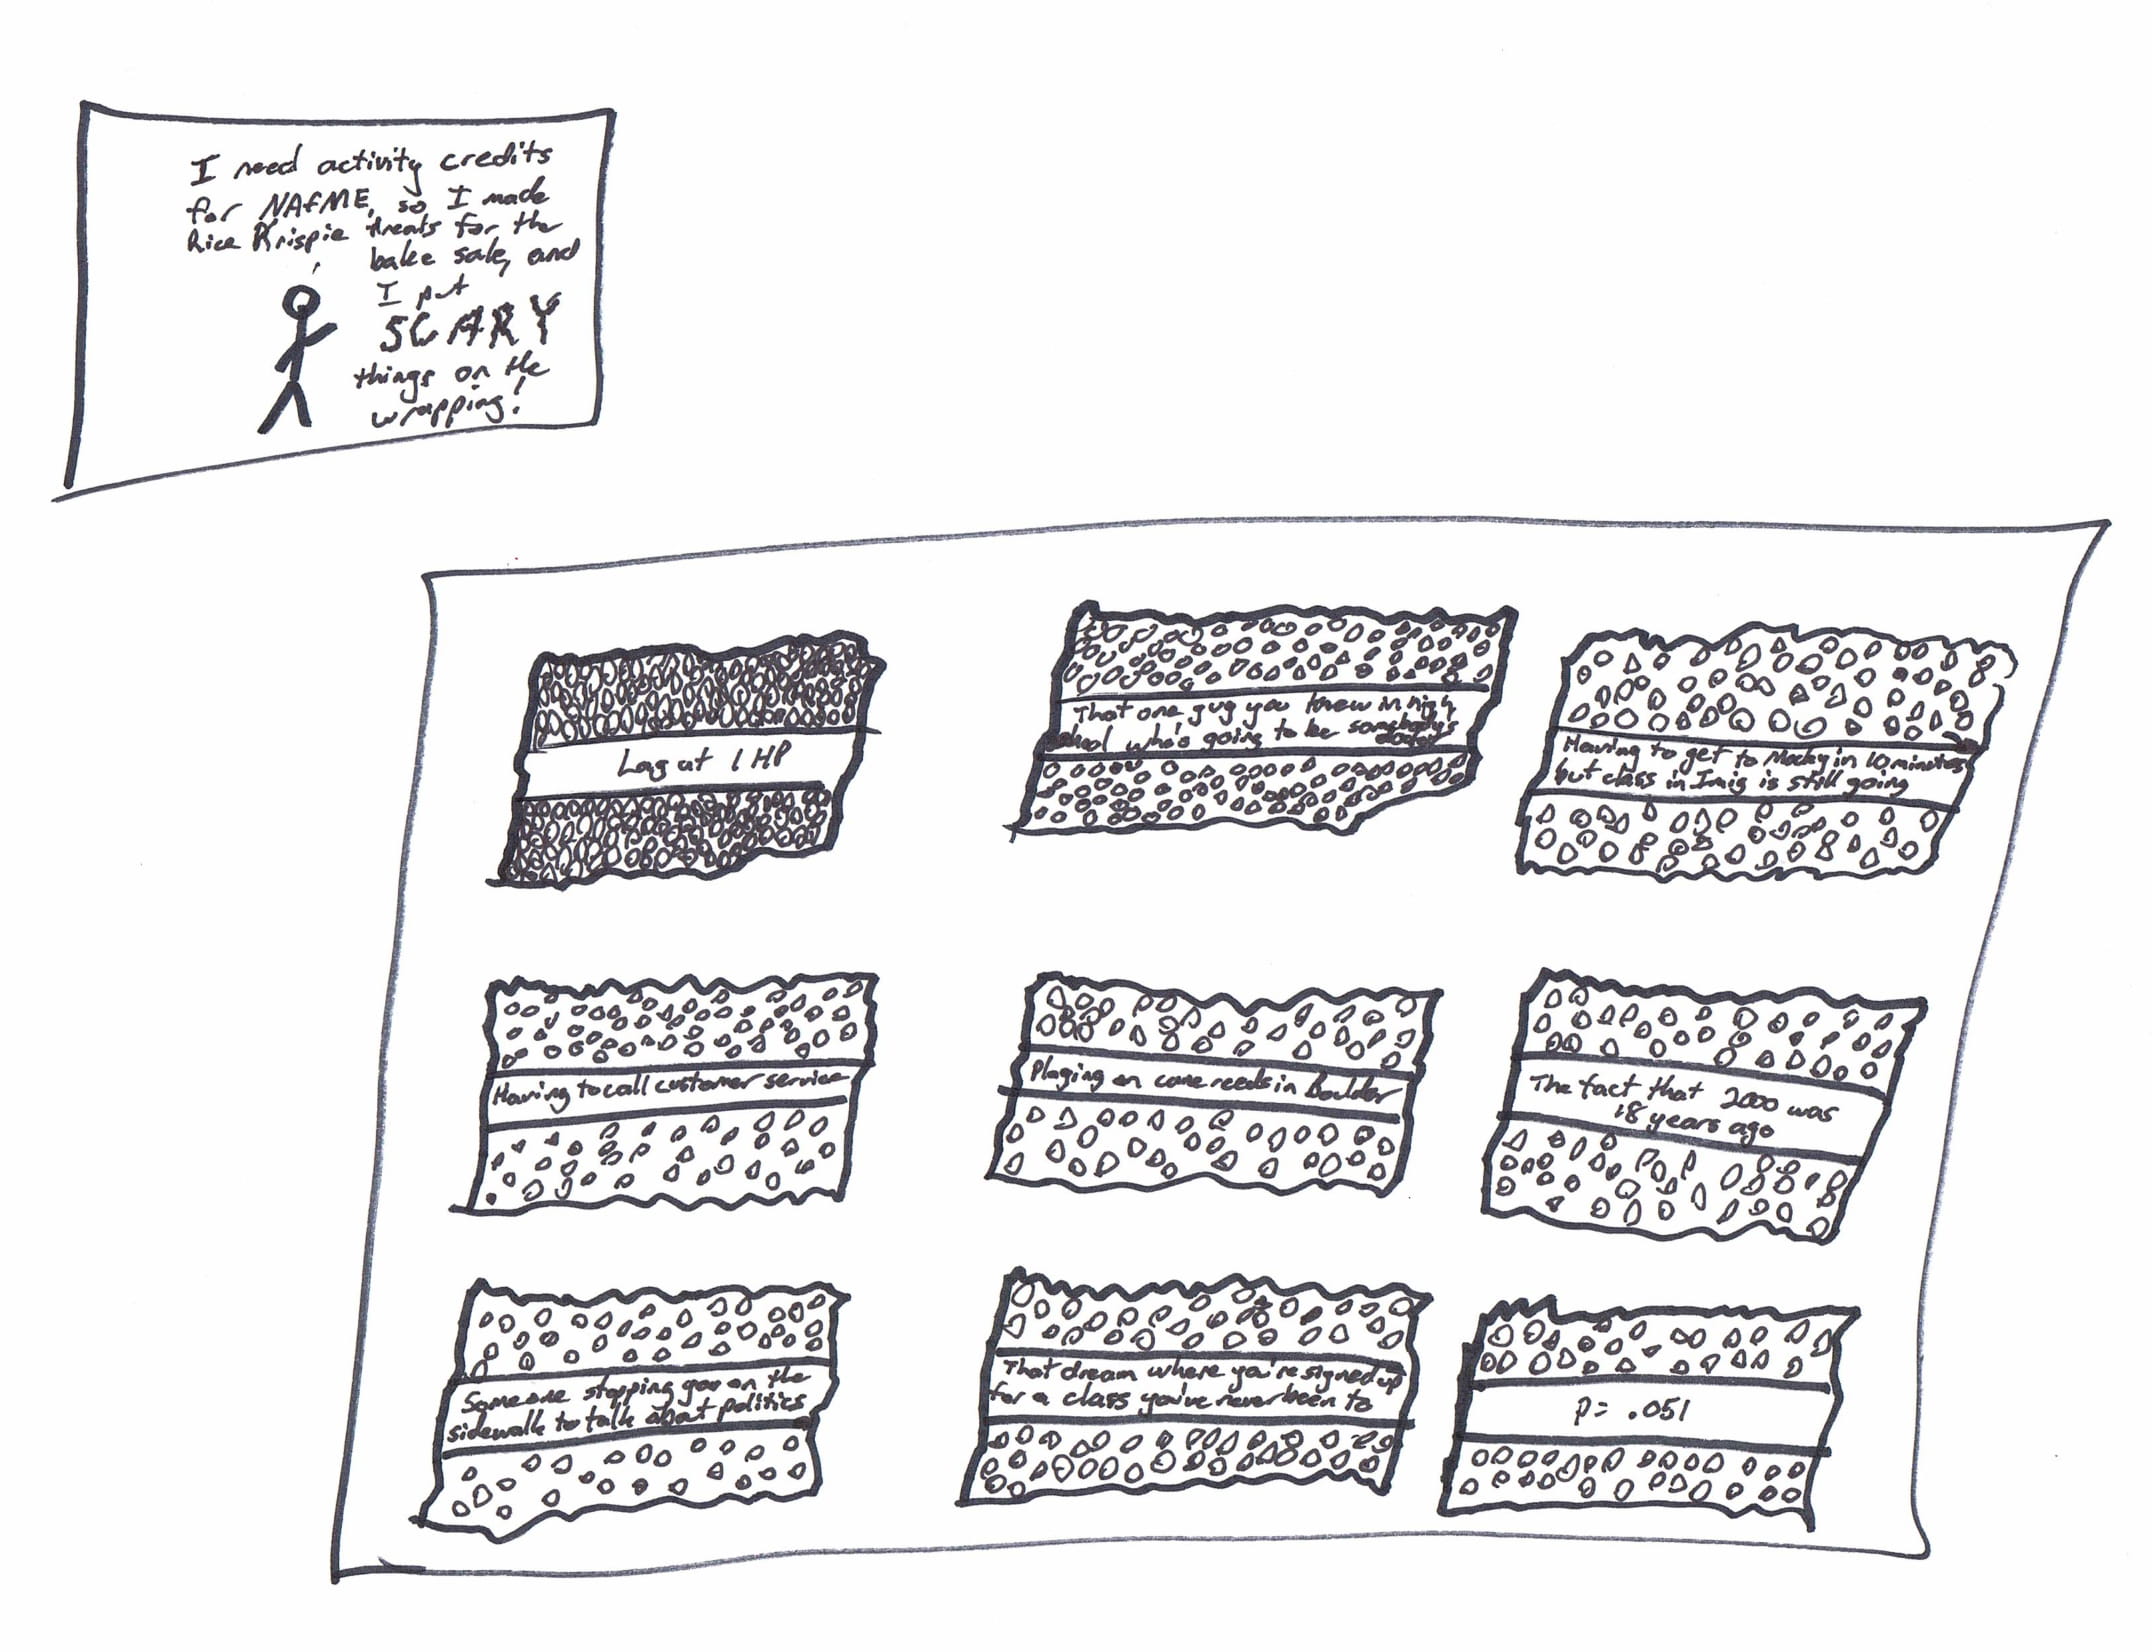 I need activity credits
for NAfME, so I made
Rice Krispie treats for the
bake sale, and
I put
SCARY
things on the
wrapping!
Lag at 1 HP
That one guy you knew in high
school who's going to be somebody's
doctor
Having to get to Macky in 10 minutes
but class in Imig is still going
Having to call customer service
Playing on cane reeds in Boulder
The fact that 2000 was
18 years ago
Someone stopping you on the
sidewalk to talk about politics
That dream where you're signed up
for a class you've never been to
p = .051